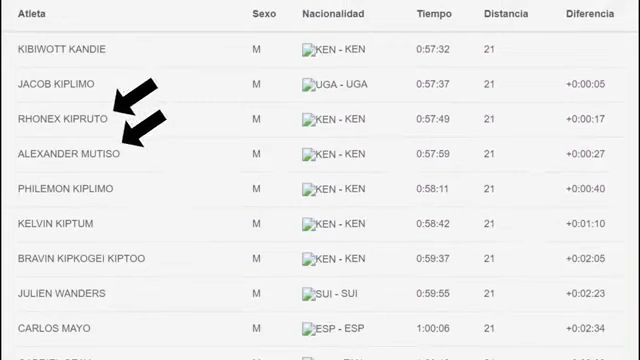 Atleta Sexo Nacionalidad Tiempo Distancia Diferencia
KIBIWOTT KANDIE M KEN - KEN 0:57:32 21
JACOB KIPLIMO M UGA - UGA 0:57:37 21 +0:00:05
RHONEX KIPRUTO M KEN - KEN 0:57:49 21 +0:00:17
ALEXANDER MUTISO M KEN - KEN 0:57:59 21 +0:00:27
PHILEMON KIPLIMO M KEN - KEN 0:58:11 21 +0:00:40
KELVIN KIPTUM M KEN - KEN 0:58:42 21 +0:01:10
BRAVIN KIPKOGEI KIPTOO M KEN - KEN 0:59:37 21 +0:02:05
JULIEN WANDERS M SUI - SUI 0:59:55 21 +0:02:23
CARLOS MAYO M ESP - ESP 1:00:06 21 +0:02:34